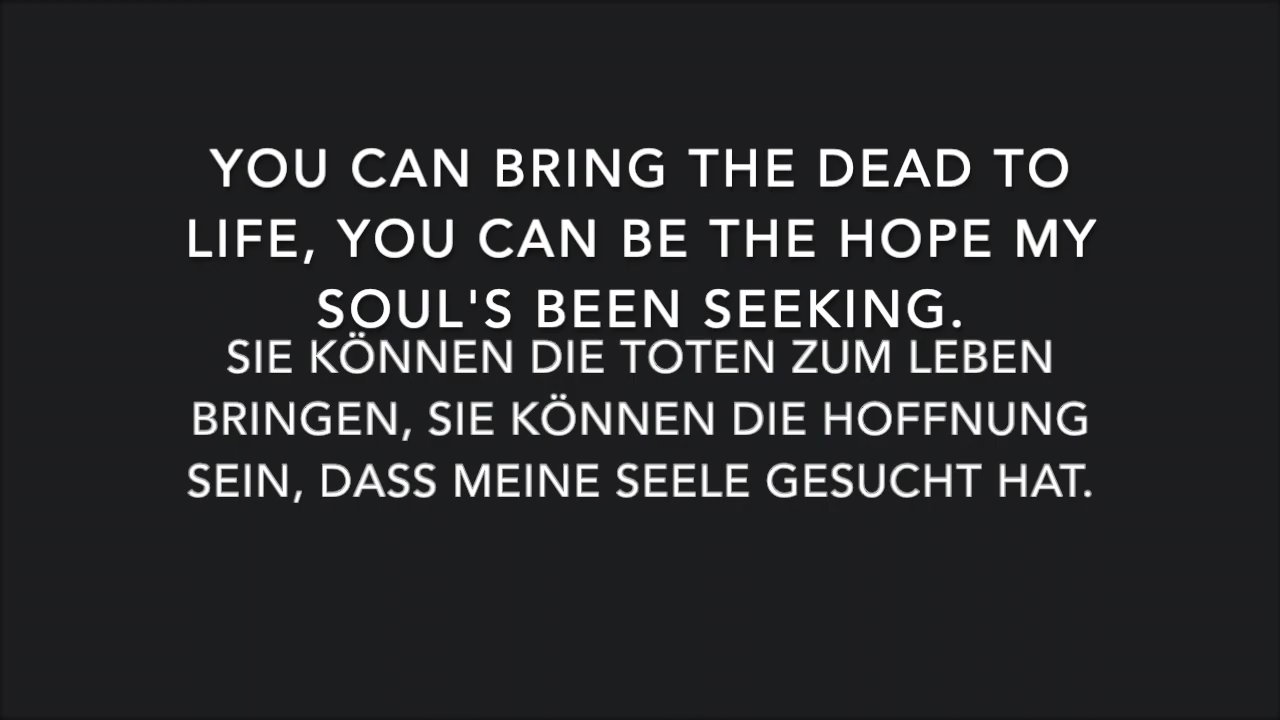 YOU CAN BRING THE DEAD TO
LIFE, YOU CAN BE THE HOPE MY
SOUL'S BEEN SEEKING.
SIE KÖNNEN DIE TOTEN ZUM LEBEN
BRINGEN, SIE KÖNNEN DIE HOFFNUNG
SEIN, DASS MEINE SEELE GESUCHT HAT.